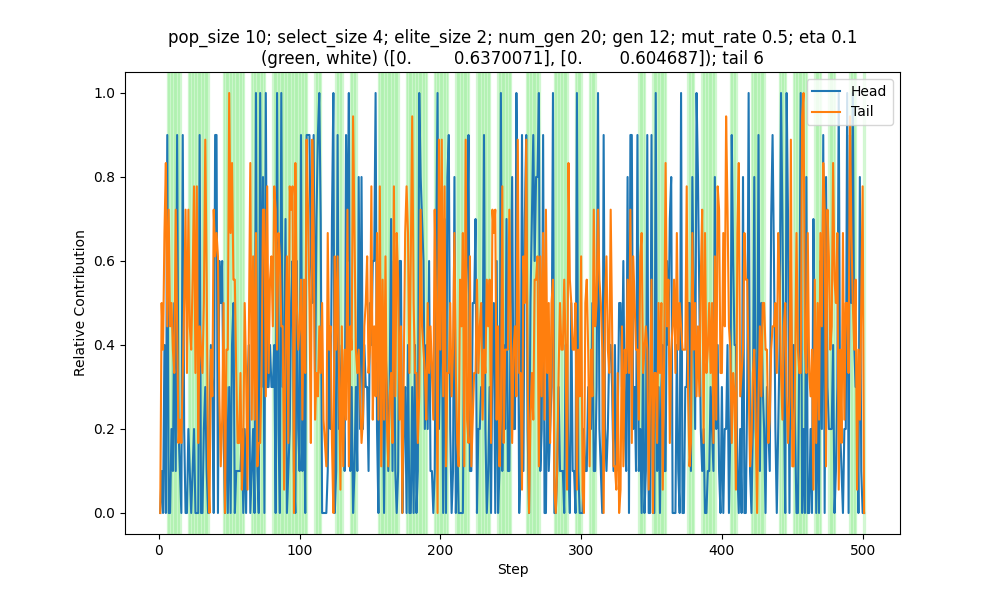 pop_size 10; select_size 4; elite_size 2; num_gen 20; gen 12; mut_rate 0.5; eta 0.1
(green, white) ([0. 0.6370071], [0. 0.604687]); tail 6
Head
Tail
Relative Contribution
1.0
0.8
0.6
0.4
0.2
0.0
0 100 200 300 400 500
Step